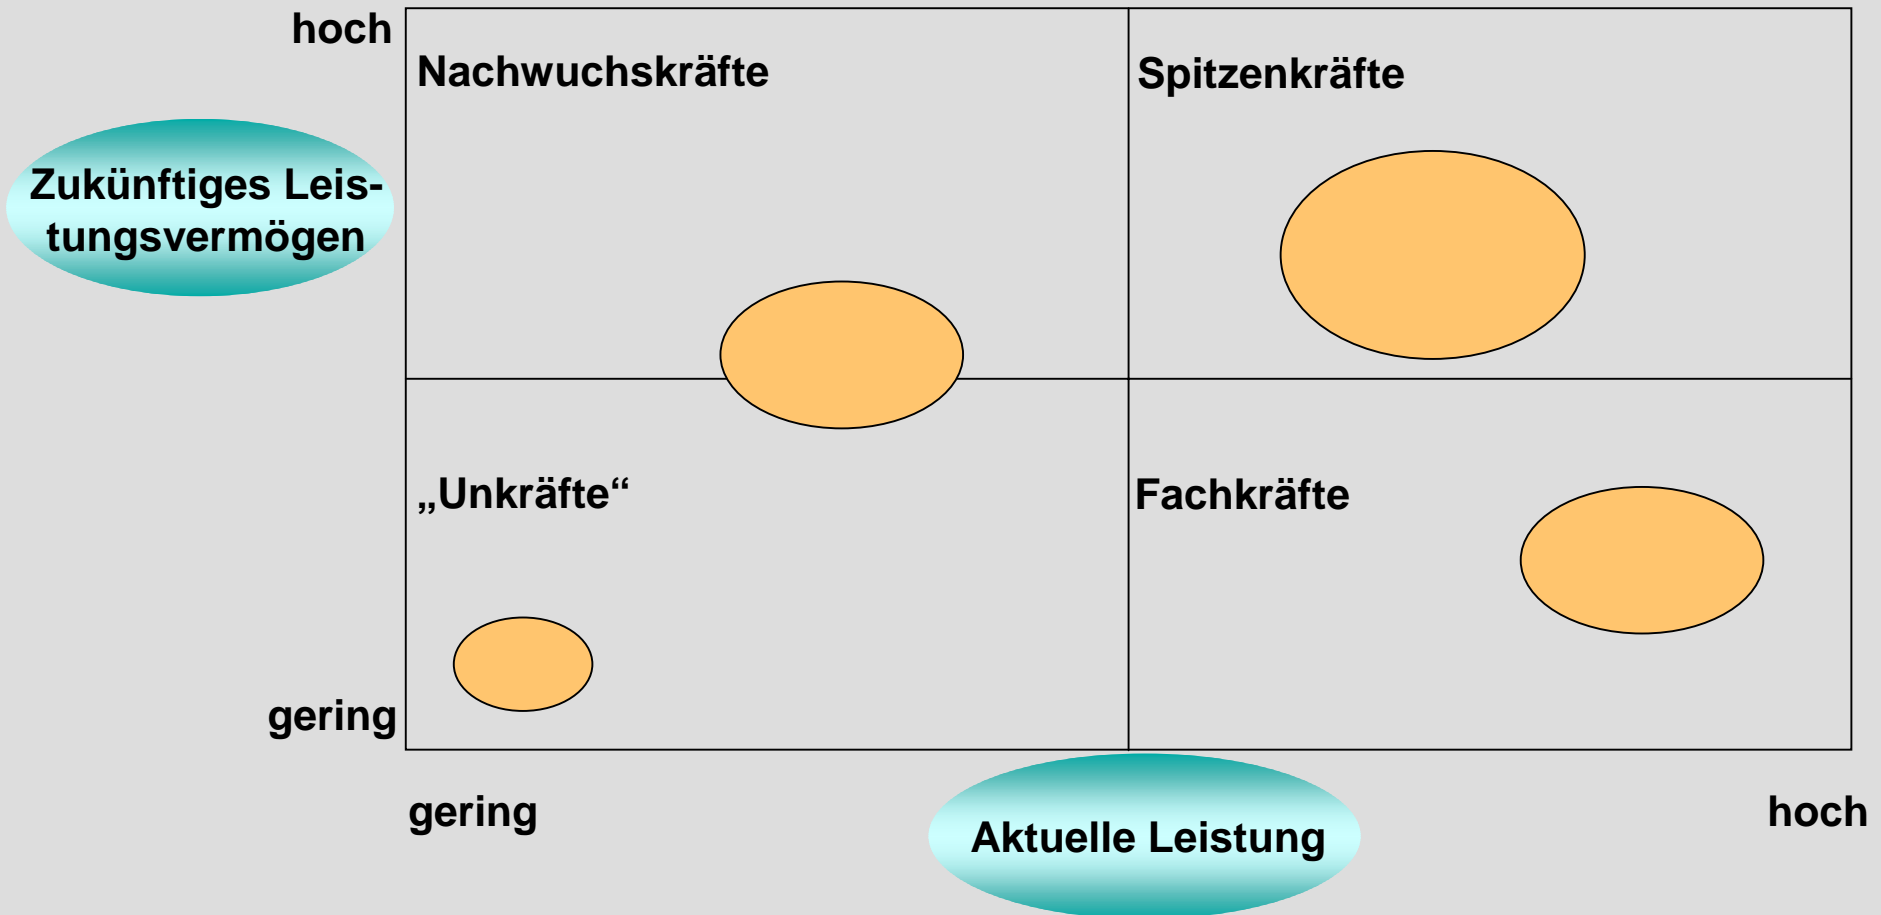 hoch
Nachwuchskräfte
Spitzenkräfte
Zukünftiges Leis-
tungsvermögen
„Unkräfte“
Fachkräfte
gering
gering
hoch
Aktuelle Leistung